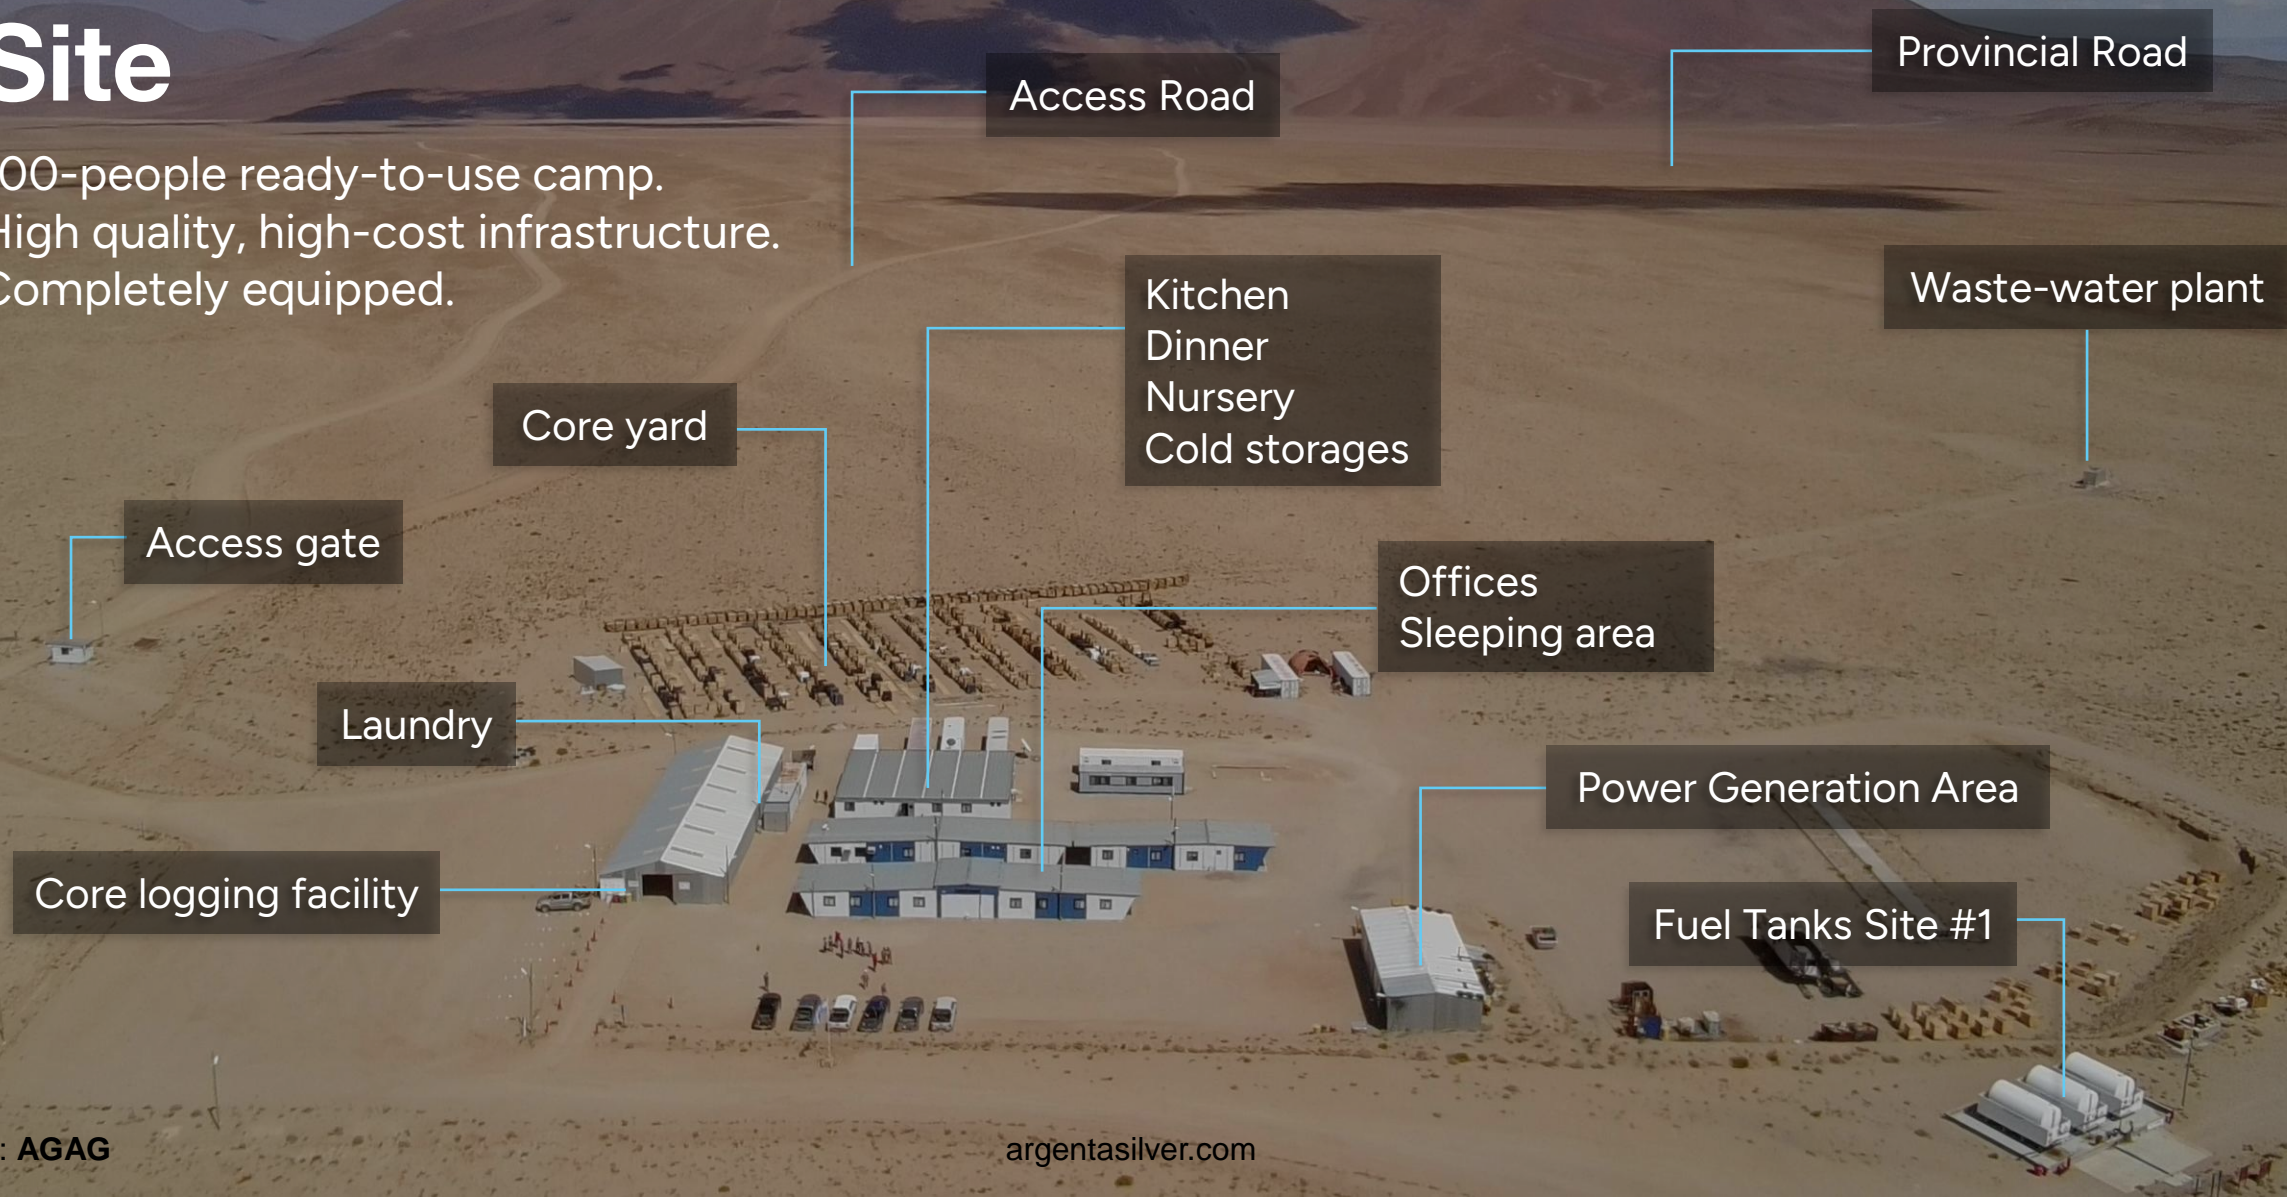 Site
00-people ready-to-use camp.
High quality, high-cost infrastructure.
Completely equipped.
Access Road
Provincial Road
Kitchen
Dinner
Nursery
Cold storages
Waste-water plant
Core yard
Access gate
Offices
Sleeping area
Laundry
Power Generation Area
Core logging facility
Fuel Tanks Site #1
: AGAG
argentasilver.com